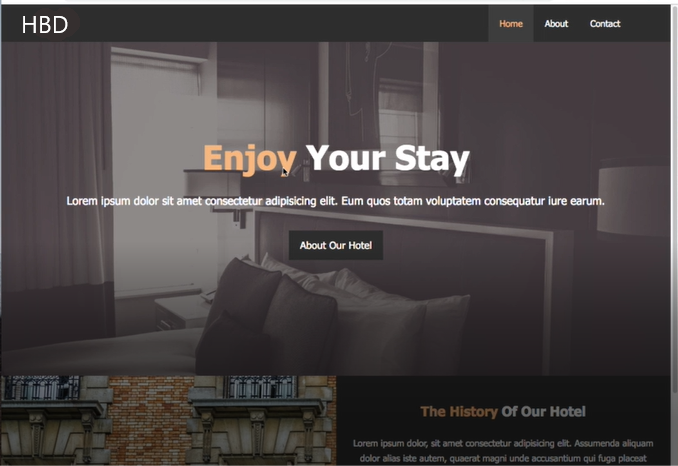 HBD
Home About Contact
Enjoy Your Stay
Lorem ipsum dolor sit amet consectetur adipisicing elit. Eum quos totam voluptatem consequatur iure earum.
About Our Hotel
The History Of Our Hotel
Lorem ipsum dolor, sit amet consectetur adipisicing elit. Assumenda aliquam
dolor alias iste autem, quaerat magni unde accusantium qui fuga placeat